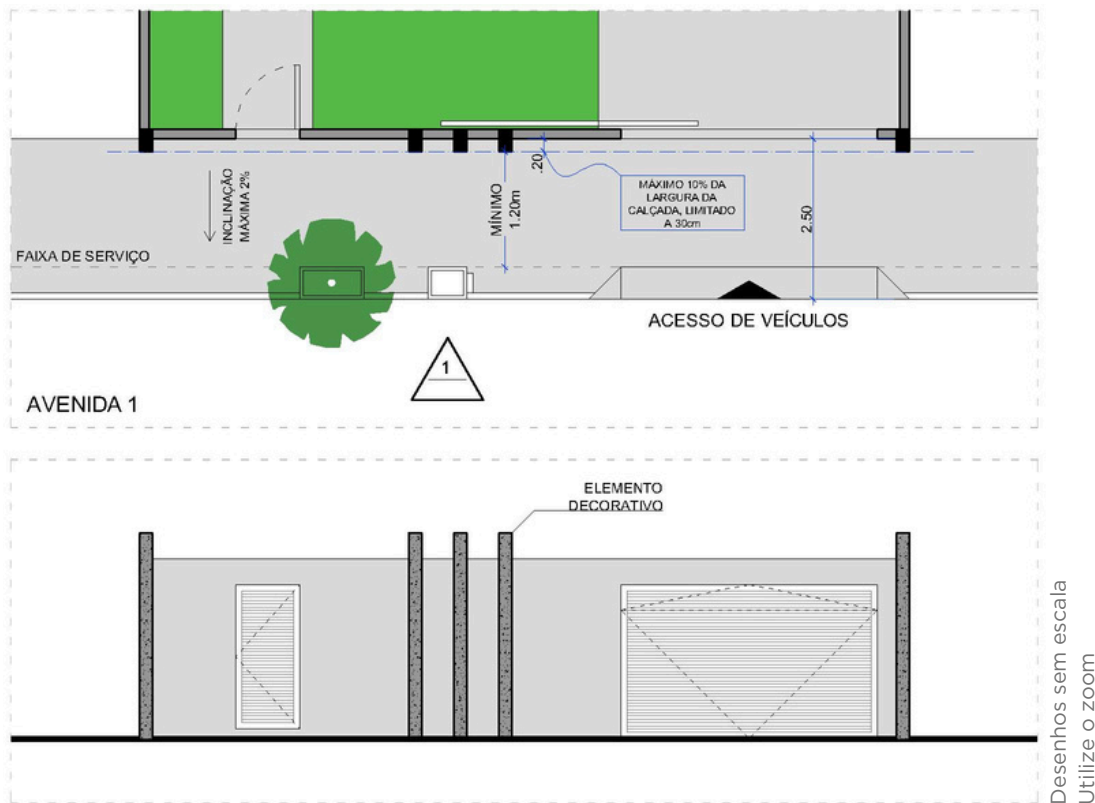 INCLINAÇÃO
MÁXIMA 2%
MÍNIMO
1.20m
.20
MÁXIMO 10% DA
LARGURA DA
CALÇADA, LIMITADO
A 30cm
2.50
FAIXA DE SERVIÇO
ACESSO DE VEÍCULOS
1
AVENIDA 1
ELEMENTO
DECORATIVO
Desenhos sem escala
Utilize o zoom